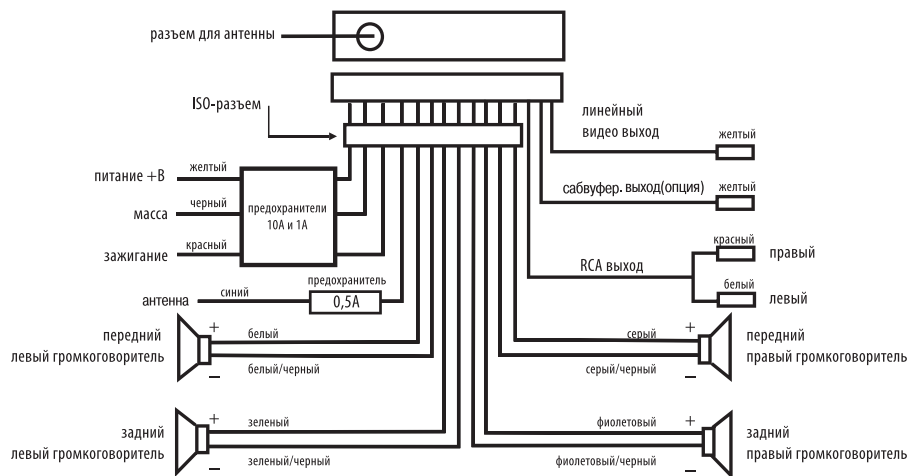 разъем для антенны
ISO-разъем
линейный
видео выход
желтый
питание +В
желтый
масса
черный
зажигание
красный
предохранители
10А и 1А
сабвуфер. выход(опция)
желтый
RCA выход
красный
правый
белый
левый
антенна
синий
предохранитель
0,5А
передний
левый громкоговоритель
+
белый
белый/черный
–
серый
серый/черный
+
–
передний
правый громкоговоритель
задний
левый громкоговоритель
+
зеленый
зеленый/черный
–
фиолетовый
фиолетовый/черный
+
–
задний
правый громкоговоритель